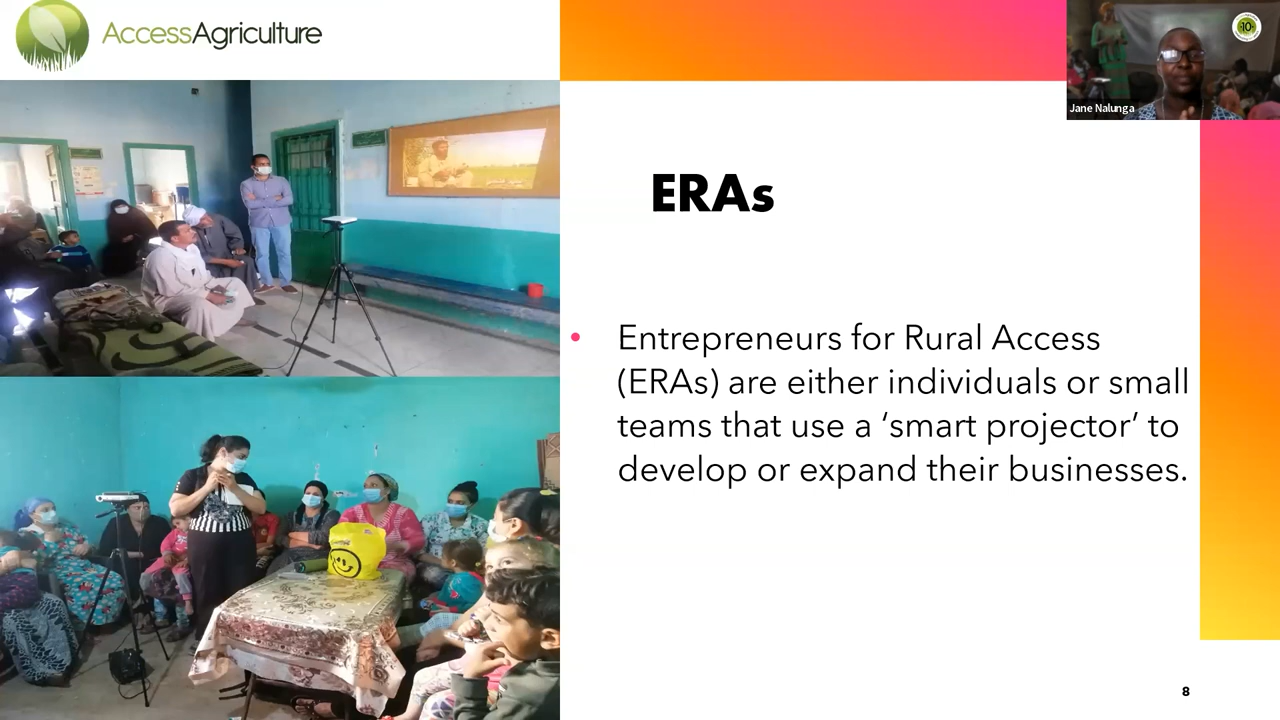 AccessAgriculture
10
Jane Nalunga
ERAs
• Entrepreneurs for Rural Access
(ERAs) are either individuals or small
teams that use a ‘smart projector’ to
develop or expand their businesses.
8